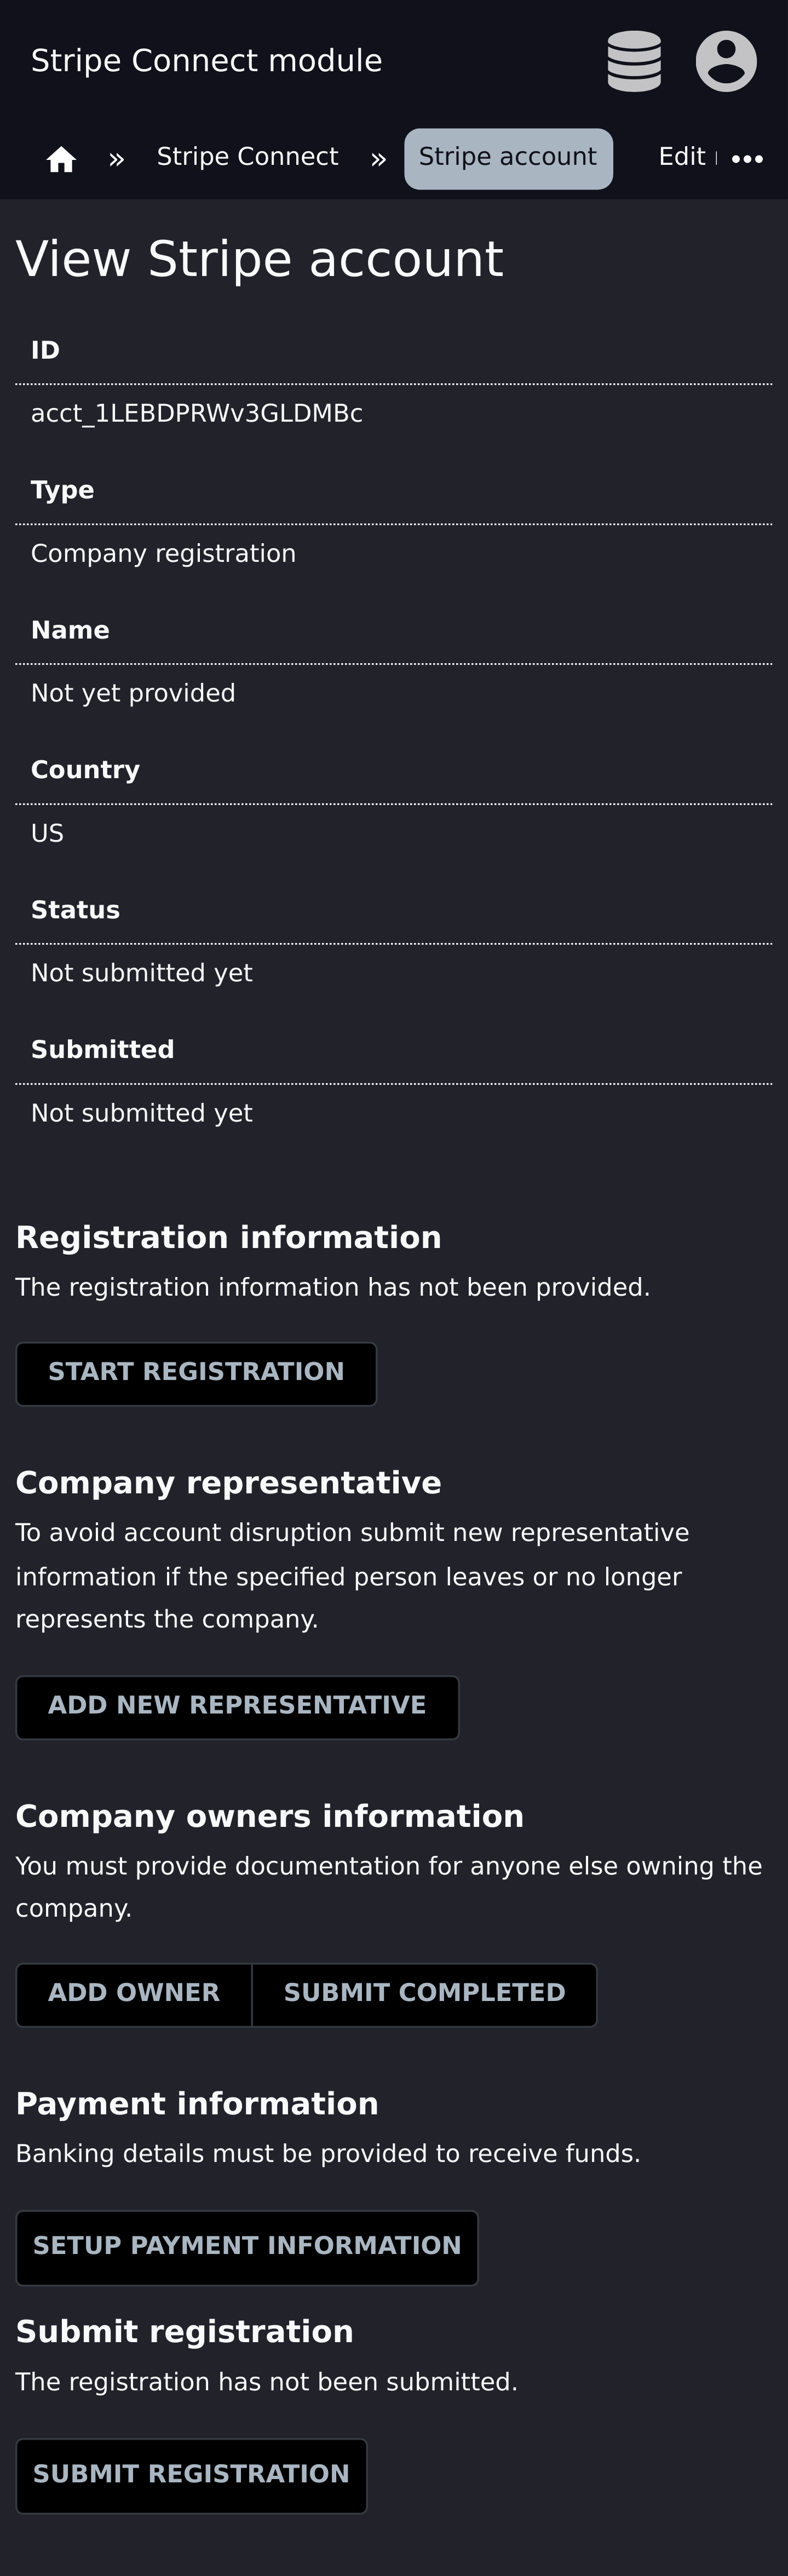 Stripe Connect module
» Stripe Connect » Stripe account Edit •••
View Stripe account
ID
acct_1LEBDPRWv3GLDMBc
Type
Company registration
Name
Not yet provided
Country
US
Status
Not submitted yet
Submitted
Not submitted yet
Registration information
The registration information has not been provided.
START REGISTRATION
Company representative
To avoid account disruption submit new representative
information if the specified person leaves or no longer
represents the company.
ADD NEW REPRESENTATIVE
Company owners information
You must provide documentation for anyone else owning the
company.
ADD OWNER SUBMIT COMPLETED
Payment information
Banking details must be provided to receive funds.
SETUP PAYMENT INFORMATION
Submit registration
The registration has not been submitted.
SUBMIT REGISTRATION